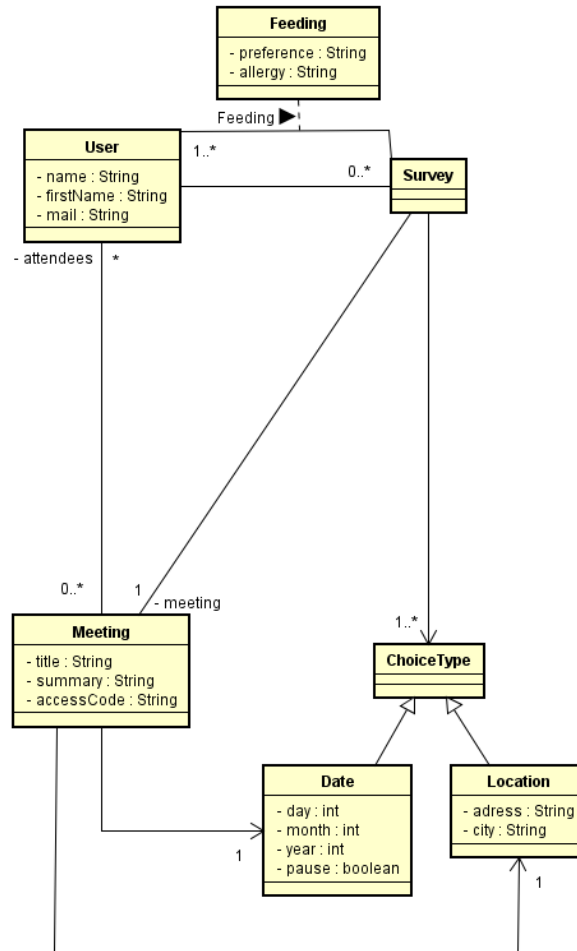 Feeding
- preference : String
- allergy : String
Feeding
User
- name : String
- firstName : String
- mail : String
1..*
0..*
Survey
- attendees
*
0..*
1
- meeting
Meeting
- title : String
- summary : String
- accessCode : String
1..*
ChoiceType
Date
- day : int
- month : int
- year : int
- pause : boolean
1
Location
- adress : String
- city : String
1